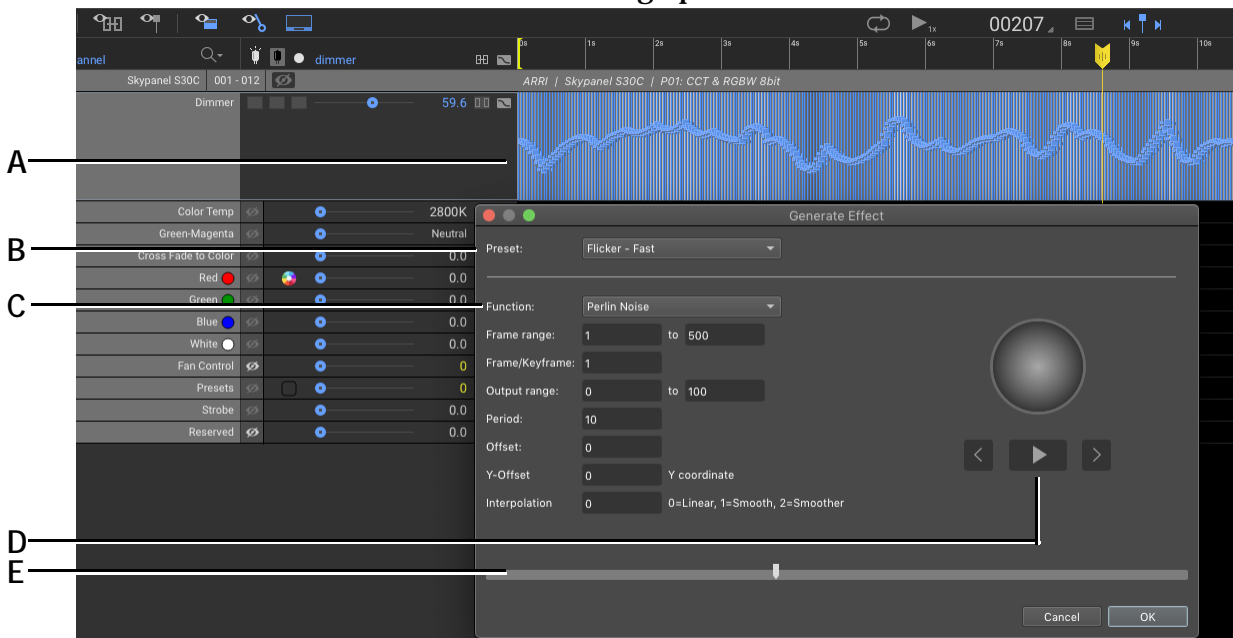 1x
00207
annel
dimmer
0s 1s 2s 3s 4s 5s 6s 7s 8s 9s 10s
Skypanel S30C 001 - 012
ARRI / Skypanel S30C / P01: CCT & RGBW 8bit
Dimmer 59.6
A
Color Temp 2800K
Generate Effect
Green-Magenta Neutral
B
Preset: Flicker - Fast
Cross Fade to Color 0.0
Red 0.0
Green 0.0
C
Function: Perlin Noise
Blue 0.0
Frame range: 1 to 500
White 0.0
Frame/Keyframe: 1
Fan Control 0
Presets 0
Output range: 0 to 100
Strobe 0.0
Period: 10
Reserved 0.0
Offset: 0
Y-Offset 0 Y coordinate
Interpolation 0 0=Linear, 1=Smooth, 2=Smoother
D
E
Cancel OK